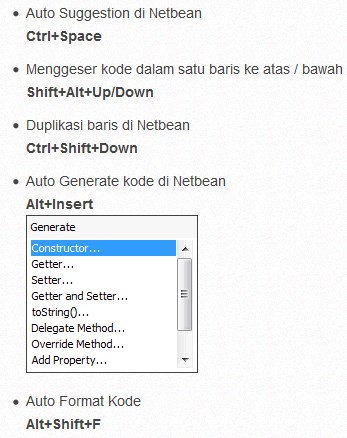 • Auto Suggestion di Netbean
Ctrl+Space
• Menggeser kode dalam satu baris ke atas / bawah
Shift+Alt+Up/Down
• Duplikasi baris di Netbean
Ctrl+Shift+Down
• Auto Generate kode di Netbean
Alt+Insert
Generate
Constructor...
Getter...
Setter...
Getter and Setter...
toString()...
Delegate Method...
Override Method...
Add Property...
• Auto Format Kode
Alt+Shift+F